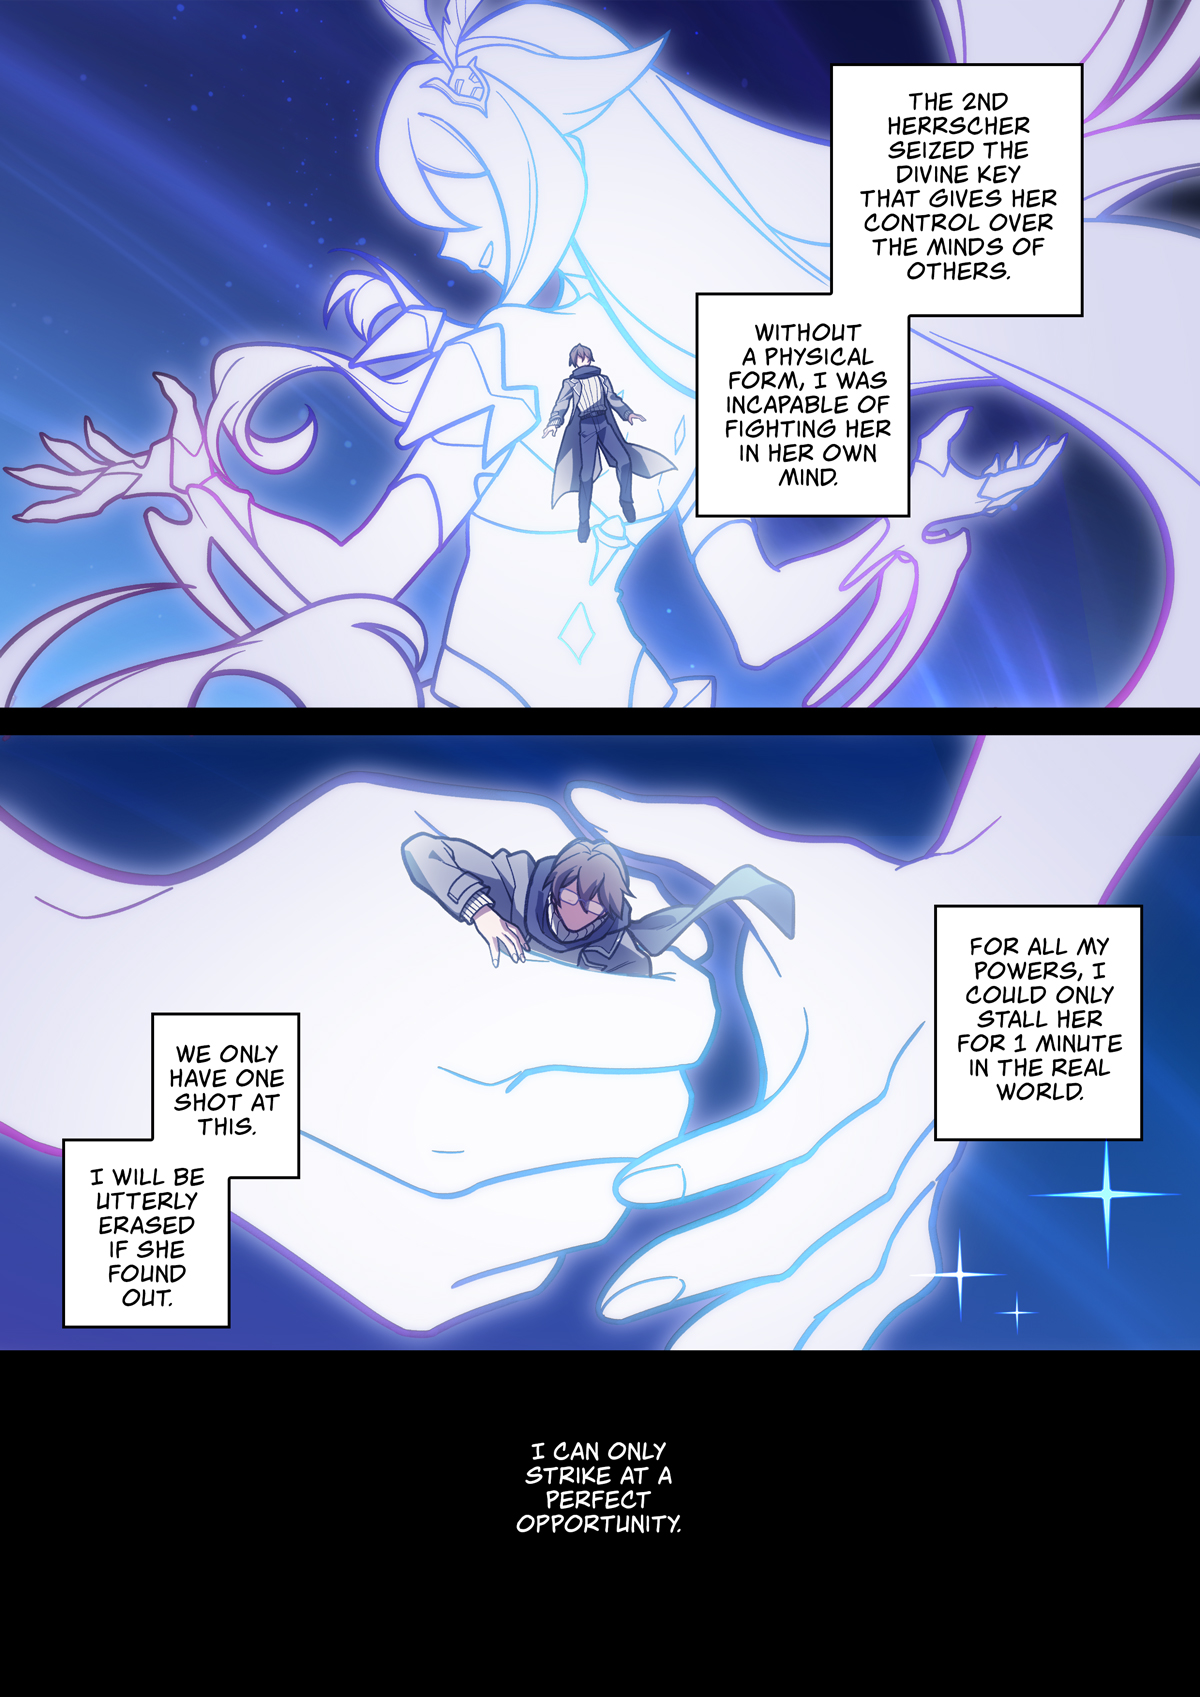 THE 2ND
HERRSCHER
SEIZED THE
DIVINE KEY
THAT GIVES HER
CONTROL OVER
THE MINDS OF
OTHERS.
WITHOUT
A PHYSICAL
FORM, I WAS
INCAPABLE OF
FIGHTING HER
IN HER OWN
MIND.
FOR ALL MY
POWERS, I
COULD ONLY
STALL HER
FOR 1 MINUTE
IN THE REAL
WORLD.
WE ONLY
HAVE ONE
SHOT AT
THIS.
I WILL BE
UTTERLY
ERASED
IF SHE
FOUND
OUT.
I CAN ONLY
STRIKE AT A
PERFECT
OPPORTUNITY.